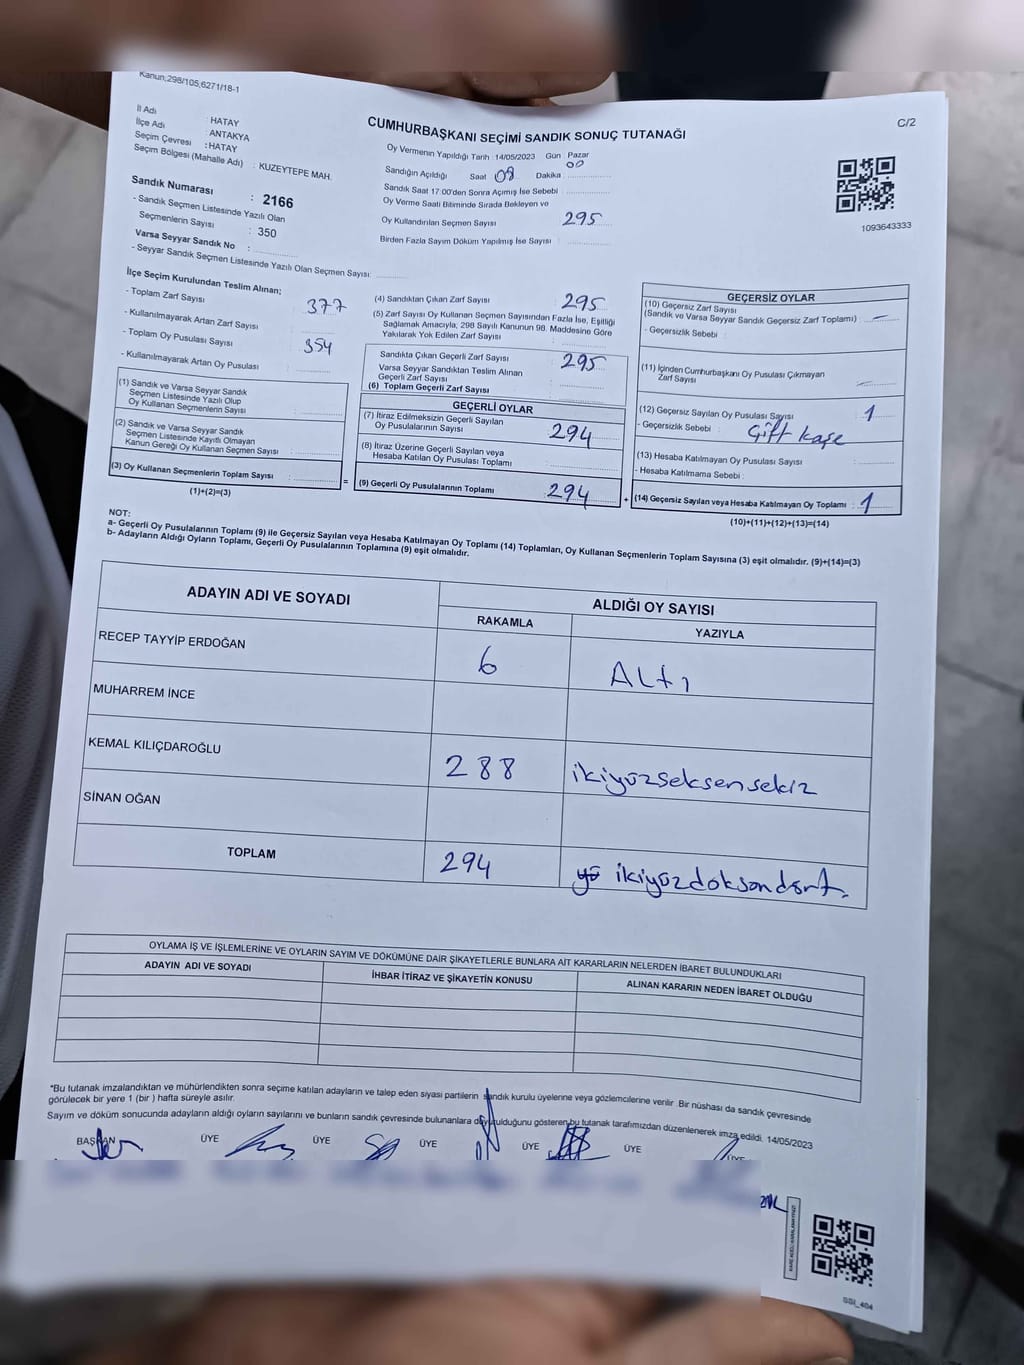 Kanun;298/105;6271/18-1
C/2
İl Adı : HATAY
İlçe Adı : ANTAKYA
Seçim Çevresi : HATAY
Seçim Bölgesi (Mahalle Adı) : KUZEYTEPE MAH.
CUMHURBAŞKANI SEÇİMİ SANDIK SONUÇ TUTANAĞI
Oy Vermenin Yapıldığı Tarih :14/05/2023 Gün Pazar
Sandığın Açıldığı Saat 08 Dakika : 00
Sandık Saat 17:00'den Sonra Açımış İse Sebebi :
Oy Verme Saati Bitiminde Sırada Bekleyen ve
Oy Kullandırılan Seçmen Sayısı 295
Birden Fazla Sayım Döküm Yapılmış İse Sayısı :
1093643333
Sandık Numarası : 2166
- Sandık Seçmen Listesinde Yazılı Olan
Seçmenlerin Sayısı : 350
Varsa Seyyar Sandık No :
- Seyyar Sandık Seçmen Listesinde Yazılı Olan Seçmen Sayısı:
İlçe Seçim Kurulundan Teslim Alınan;
- Toplam Zarf Sayısı : 377
- Kullanılmayarak Artan Zarf Sayısı :
- Toplam Oy Pusulası Sayısı : 354
- Kullanılmayarak Artan Oy Pusulası :
(1) Sandık ve Varsa Seyyar Sandık
Seçmen Listesinde Yazılı Olup
Oy Kullanan Seçmenlerin Sayısı :
(2) Sandık ve Varsa Seyyar Sandık
Seçmen Listesinde Kayıtlı Olmayan
Kanun Gereği Oy Kullanan Seçmen Sayısı :
(3) Oy Kullanan Seçmenlerin Toplam Sayısı :
(1)+(2)=(3)
=
(4) Sandıktan Çıkan Zarf Sayısı : 295
(5) Zarf Sayısı Oy Kullanan Seçmen Sayısından Fazla İse, Eşitliği
Sağlamak Amacıyla; 298 Sayılı Kanunun 98. Maddesine Göre
Yakılarak Yok Edilen Zarf Sayısı :
Sandıkta Çıkan Geçerli Zarf Sayısı : 295
Varsa Seyyar Sandıktan Teslim Alınan
Geçerli Zarf Sayısı :
(6) Toplam Geçerli Zarf Sayısı :
GEÇERLİ OYLAR
(7) İtiraz Edilmeksizin Geçerli Sayılan
Oy Pusulalarının Sayısı : 294
(8) İtiraz Üzerine Geçerli Sayılan veya
Hesaba Katılan Oy Pusulası Toplamı :
(9) Geçerli Oy Pusulalarının Toplamı : 294
+
GEÇERSİZ OYLAR
(10) Geçersiz Zarf Sayısı
(Sandık ve Varsa Seyyar Sandık Geçersiz Zarf Toplamı) : —
- Geçersizlik Sebebi :
(11) İçinden Cumhurbaşkanı Oy Pusulası Çıkmayan
Zarf Sayısı : —
(12) Geçersiz Sayılan Oy Pusulası Sayısı : 1
- Geçersizlik Sebebi : Çift kaşe
(13) Hesaba Katılmayan Oy Pusulası Sayısı :
- Hesaba Katılmama Sebebi :
(14) Geçersiz Sayılan veya Hesaba Katılmayan Oy Toplamı : 1
(10)+(11)+(12)+(13)=(14)
NOT:
a- Geçerli Oy Pusulalarının Toplamı (9) ile Geçersiz Sayılan veya Hesaba Katılmayan Oy Toplamı (14) Toplamları, Oy Kullanan Seçmenlerin Toplam Sayısına (3) eşit olmalıdır. (9)+(14)=(3)
b- Adayların Aldığı Oyların Toplamı, Geçerli Oy Pusulalarının Toplamına (9) eşit olmalıdır.
ADAYIN ADI VE SOYADI ALDIĞI OY SAYISI
RAKAMLA YAZIYLA
RECEP TAYYİP ERDOĞAN 6 Altı
MUHARREM İNCE
KEMAL KILIÇDAROĞLU 288 ikiyüzseksensekiz
SİNAN OĞAN
TOPLAM 294 yü ikiyüzdoksandört.
OYLAMA İŞ VE İŞLEMLERİNE VE OYLARIN SAYIM VE DÖKÜMÜNE DAİR ŞİKAYETLERLE BUNLARA AİT KARARLARIN NELERDEN İBARET BULUNDUKLARI
ADAYIN ADI VE SOYADI İHBAR İTİRAZ VE ŞİKAYETİN KONUSU ALINAN KARARIN NEDEN İBARET OLDUĞU
*Bu tutanak imzalandıktan ve mühürlendikten sonra seçime katılan adayların ve talep eden siyasi partilerin sandık kurulu üyelerine veya gözlemcilerine verilir .Bir nüshası da sandık çevresinde
görülecek bir yere 1 (bir ) hafta süreyle asılır.
Sayım ve döküm sonucunda adayların aldığı oyların sayılarını ve bunların sandık çevresinde bulunanlara duyurulduğunu gösteren bu tutanak tarafımızdan düzenlenerek imza edildi. 14/05/2023
BAŞKAN ÜYE ÜYE ÜYE ÜYE ÜYE ÜYE
SSI_404